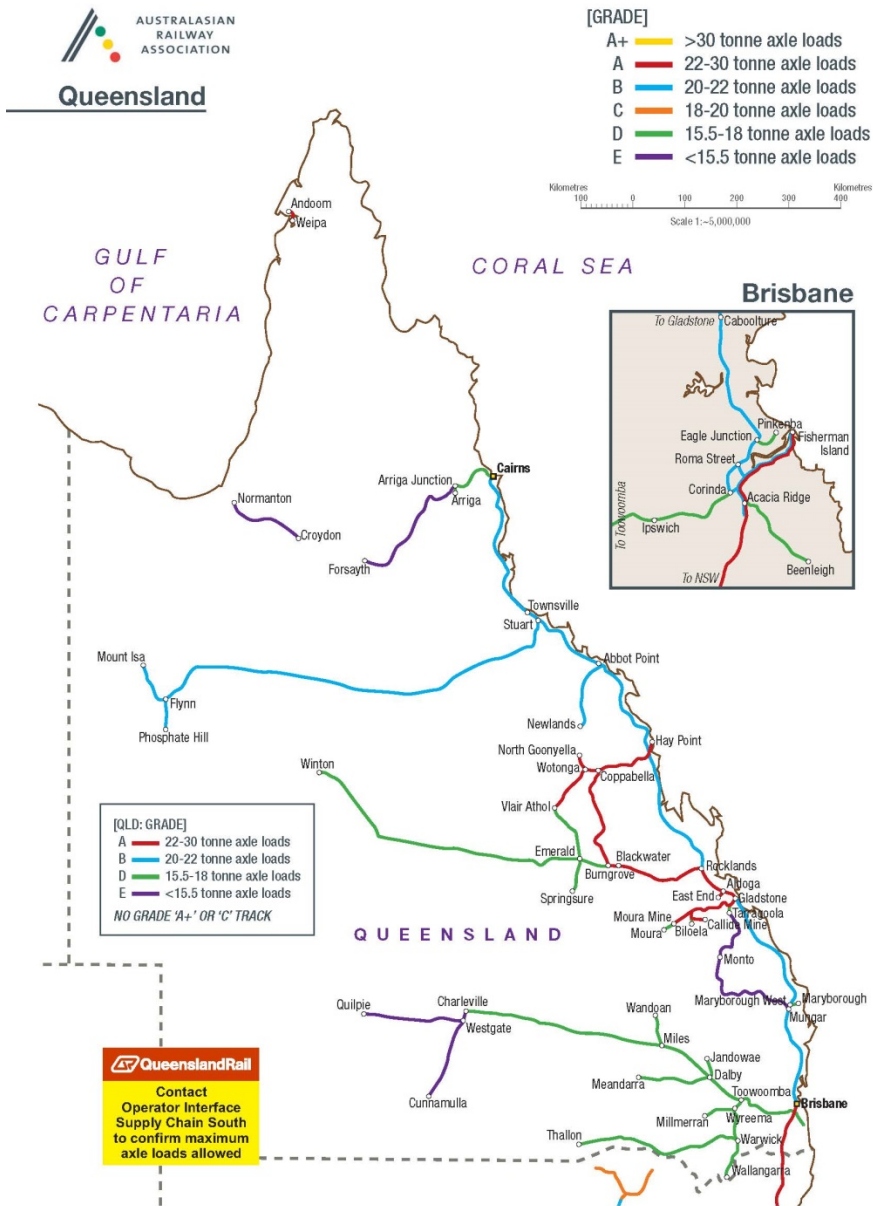 AUSTRALASIAN
RAILWAY
ASSOCIATION
Queensland
[GRADE]
A+ >30 tonne axle loads
A 22-30 tonne axle loads
B 20-22 tonne axle loads
C 18-20 tonne axle loads
D 15.5-18 tonne axle loads
E <15.5 tonne axle loads
Kilometres
Kilometres
100 0 100 200 300 400
Scale 1:~5,000,000
Andoom
Weipa
GULF
OF
CARPENTARIA
CORAL SEA
Brisbane
To Gladstone
Caboolture
Pinkenba
Eagle Junction
Fisherman
Island
Roma Street
Corinda
Acacia Ridge
To Toowoomba
Ipswich
Beenleigh
To NSW
Cairns
Arriga Junction
Arriga
Normanton
Croydon
Forsayth
Townsville
Stuart
Mount Isa
Abbot Point
Flynn
Newlands
Phosphate Hill
Hay Point
North Goonyella
Wotonga
Coppabella
Winton
Vlair Athol
[QLD: GRADE]
A 22-30 tonne axle loads
B 20-22 tonne axle loads
D 15.5-18 tonne axle loads
E <15.5 tonne axle loads
NO GRADE 'A+' OR 'C' TRACK
Emerald
Blackwater
Burngrove
Rocklands
Springsure
Aldoga
East End
Gladstone
Tarragoola
Moura Mine
Callide Mine
Moura
Biloela
QUEENSLAND
Monto
Maryborough West
Maryborough
Mungar
Quilpie
Charleville
Westgate
Wandoan
Miles
Cunnamulla
Jandowae
Dalby
Meandarra
Toowoomba
Brisbane
Millmerran
Wyreema
Thallon
Warwick
Wallangarra
QueenslandRail
Contact
Operator Interface
Supply Chain South
to confirm maximum
axle loads allowed